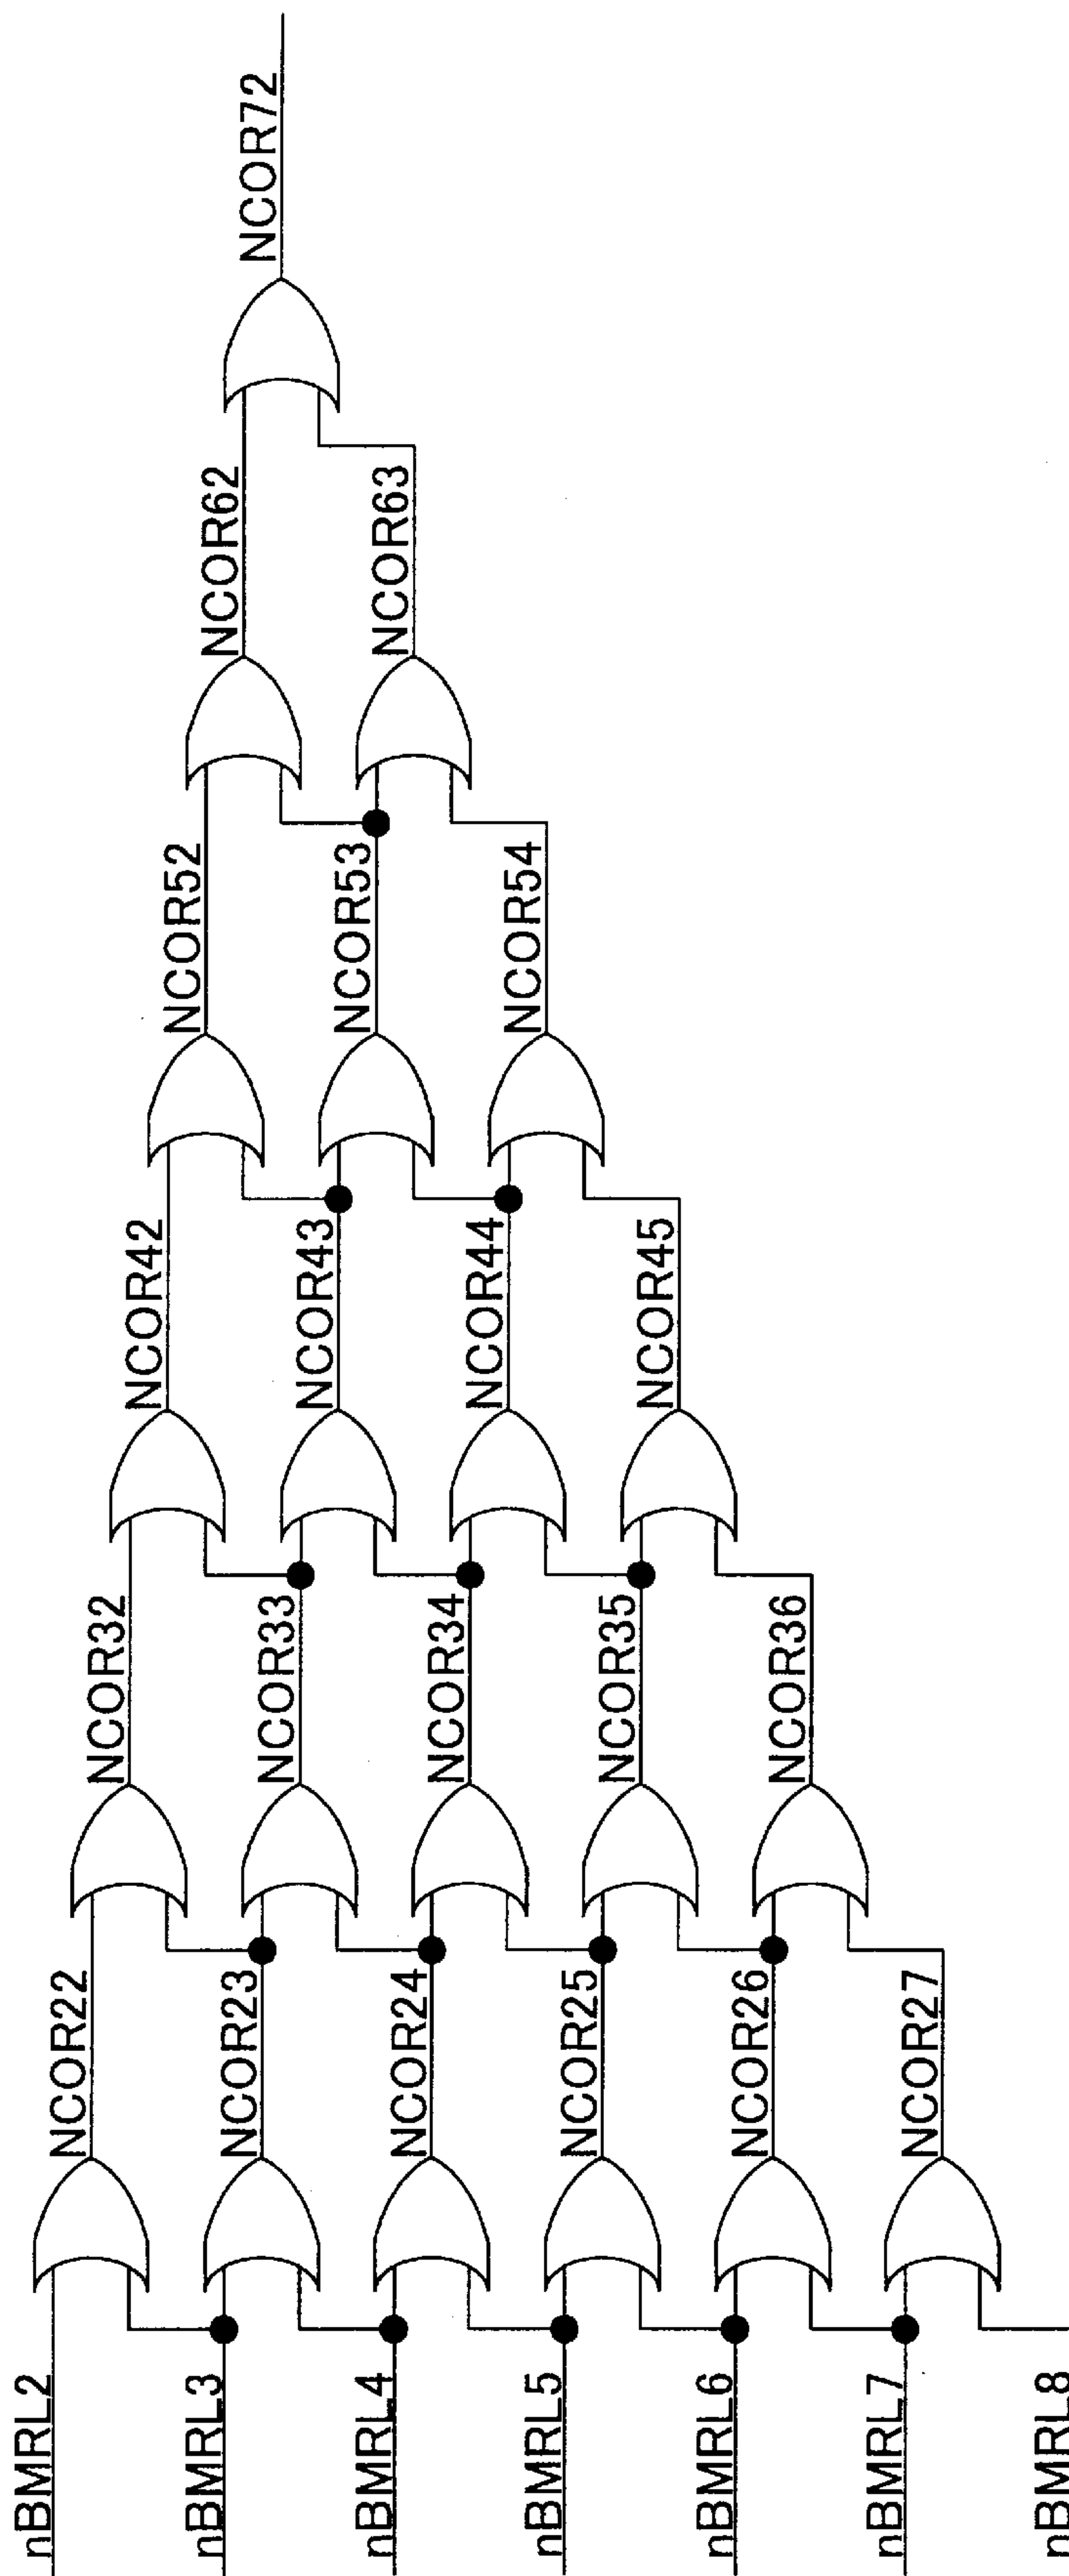 nBMRL2
nBMRL3
nBMRL4
nBMRL5
nBMRL6
nBMRL7
nBMRL8
NCOR22
NCOR23
NCOR24
NCOR25
NCOR26
NCOR27
NCOR32
NCOR33
NCOR34
NCOR35
NCOR36
NCOR42
NCOR43
NCOR44
NCOR45
NCOR52
NCOR53
NCOR54
NCOR62
NCOR63
NCOR72